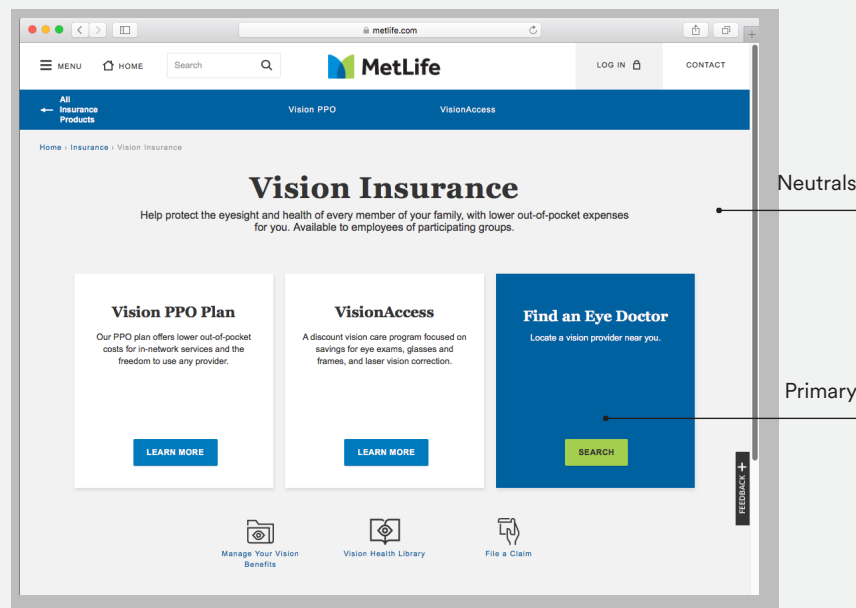 metlife.com
MENU
HOME
Search
MetLife
LOG IN
CONTACT
All
Insurance
Products
Vision PPO
VisionAccess
Home › Insurance › Vision Insurance
Vision Insurance
Help protect the eyesight and health of every member of your family, with lower out-of-pocket expenses
for you. Available to employees of participating groups.
Neutrals
Vision PPO Plan
Our PPO plan offers lower out-of-pocket
costs for in-network services and the
freedom to use any provider.
LEARN MORE
VisionAccess
A discount vision care program focused on
savings for eye exams, glasses and
frames, and laser vision correction.
LEARN MORE
Find an Eye Doctor
Locate a vision provider near you.
SEARCH
Primary
FEEDBACK +
Manage Your Vision
Benefits
Vision Health Library
File a Claim